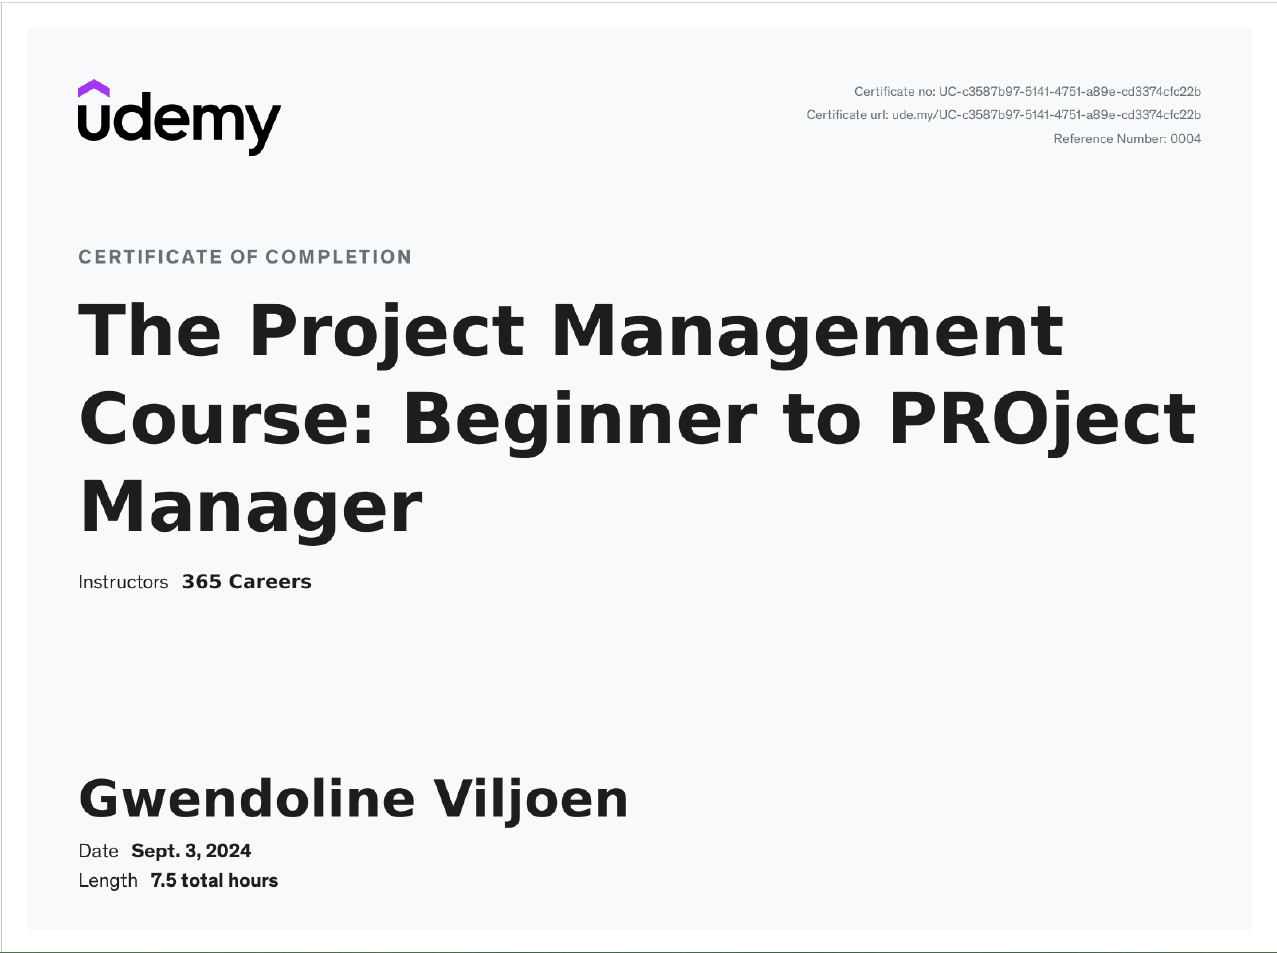 udemy
Certificate no: UC-c3587b97-5141-4751-a89e-cd3374cfc22b
Certificate url: ude.my/UC-c3587b97-5141-4751-a89e-cd3374cfc22b
Reference Number: 0004
CERTIFICATE OF COMPLETION
The Project Management
Course: Beginner to PROject
Manager
Instructors 365 Careers
Gwendoline Viljoen
Date Sept. 3, 2024
Length 7.5 total hours